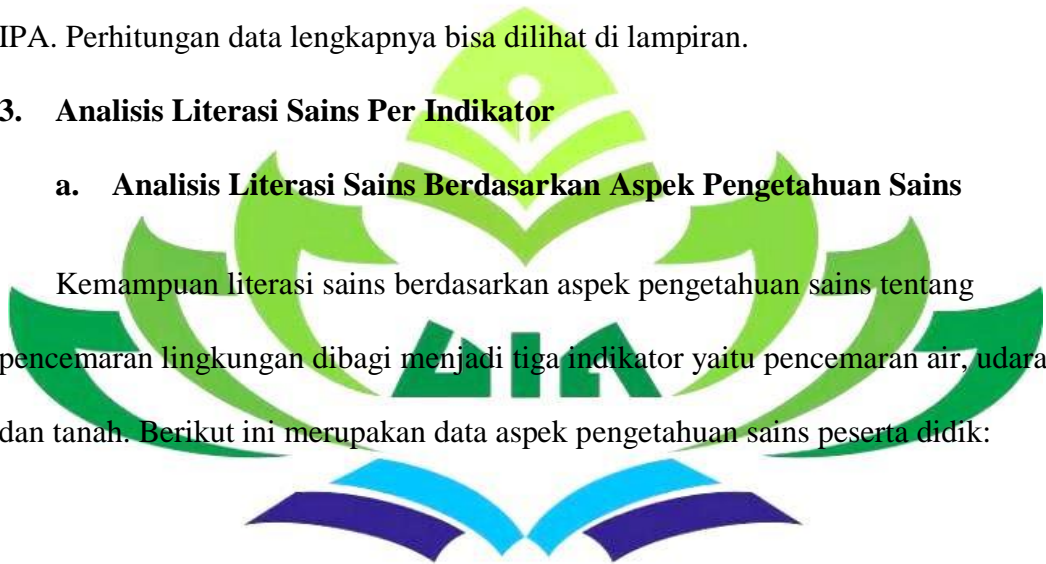 IPA. Perhitungan data lengkapnya bisa dilihat di lampiran.
3. Analisis Literasi Sains Per Indikator
a. Analisis Literasi Sains Berdasarkan Aspek Pengetahuan Sains
Kemampuan literasi sains berdasarkan aspek pengetahuan sains tentang
pencemaran lingkungan dibagi menjadi tiga indikator yaitu pencemaran air, udara
dan tanah. Berikut ini merupakan data aspek pengetahuan sains peserta didik: